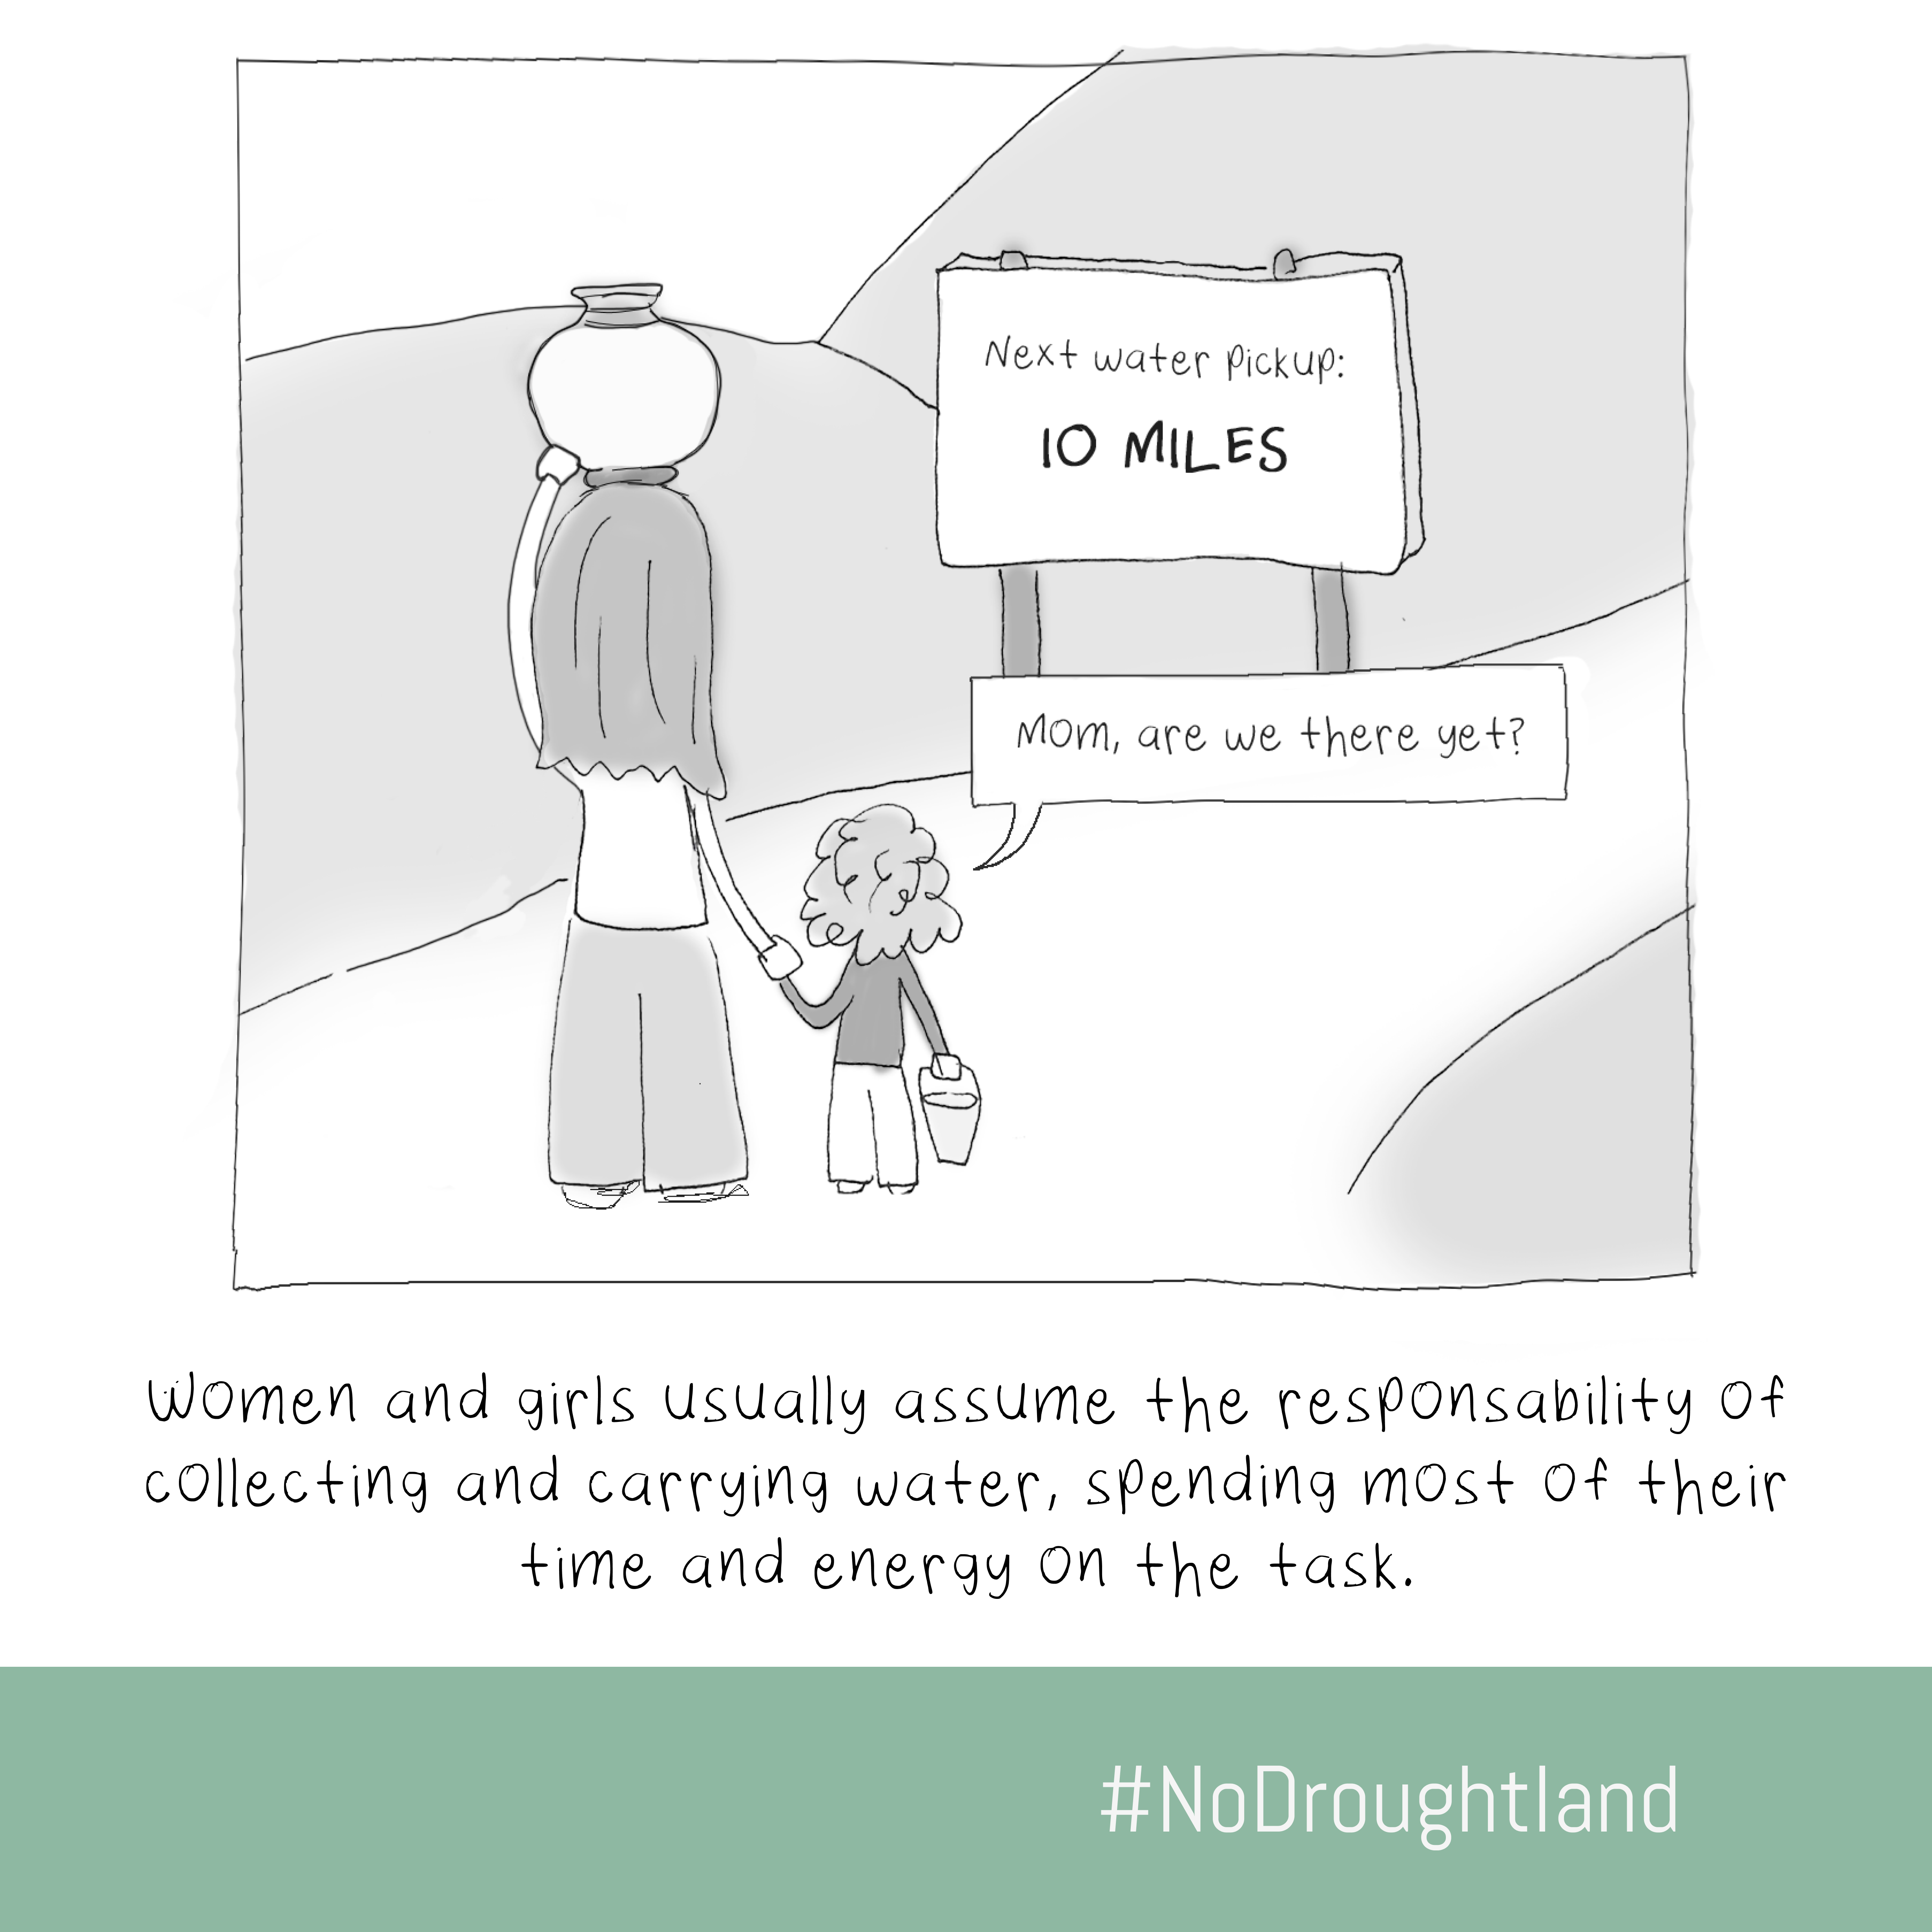 Next water pickup:
10 MILES
Mom, are we there yet?
Women and girls usually assume the responsability of
collecting and carrying water, spending most of their
time and energy on the task.
#NoDroughtland